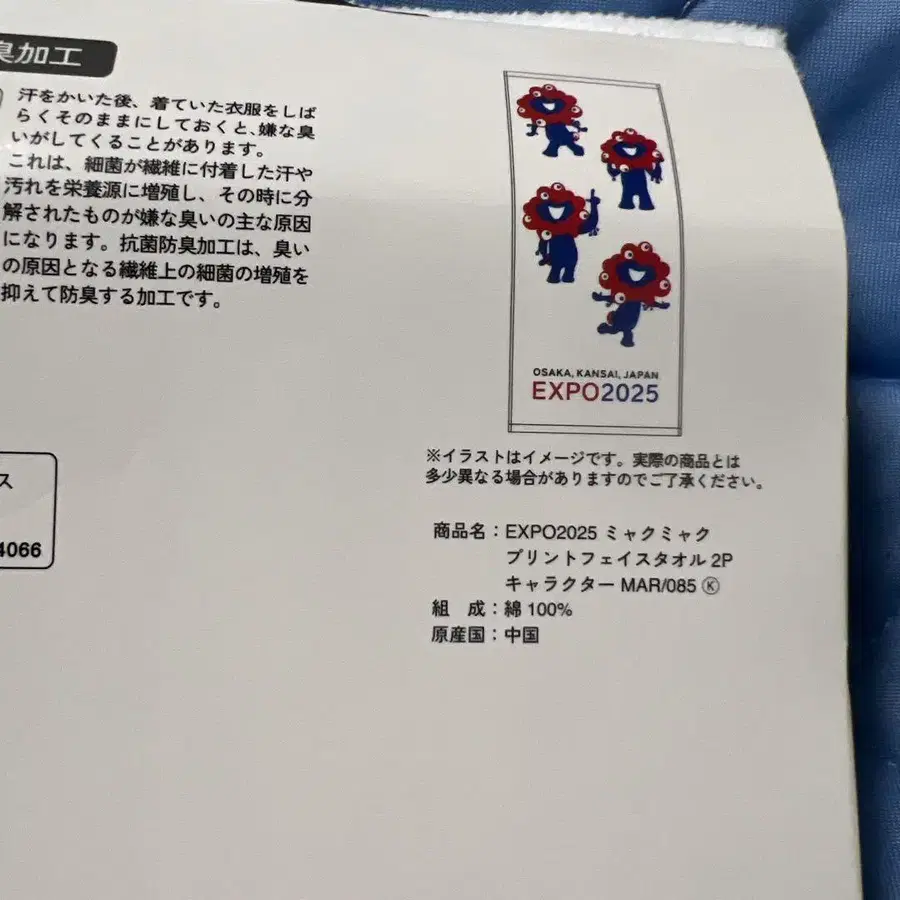 臭加工
汗をかいた後、着ていた衣服をしば
らくそのままにしておくと、嫌な臭
いがしてくることがあります。
これは、細菌が繊維に付着した汗や
汚れを栄養源に増殖し、その時に分
解されたものが嫌な臭いの主な原因
になります。抗菌防臭加工は、臭い
の原因となる繊維上の細菌の増殖を
抑えて防臭する加工です。
ス
4066
OSAKA, KANSAI, JAPAN
EXPO2025
※イラストはイメージです。実際の商品とは
多少異なる場合がありますのでご了承ください。
商品名：EXPO2025 ミャクミャク
プリントフェイスタオル 2P
キャラクター MAR/085 Ⓚ
組 成：綿 100%
原産国：中国